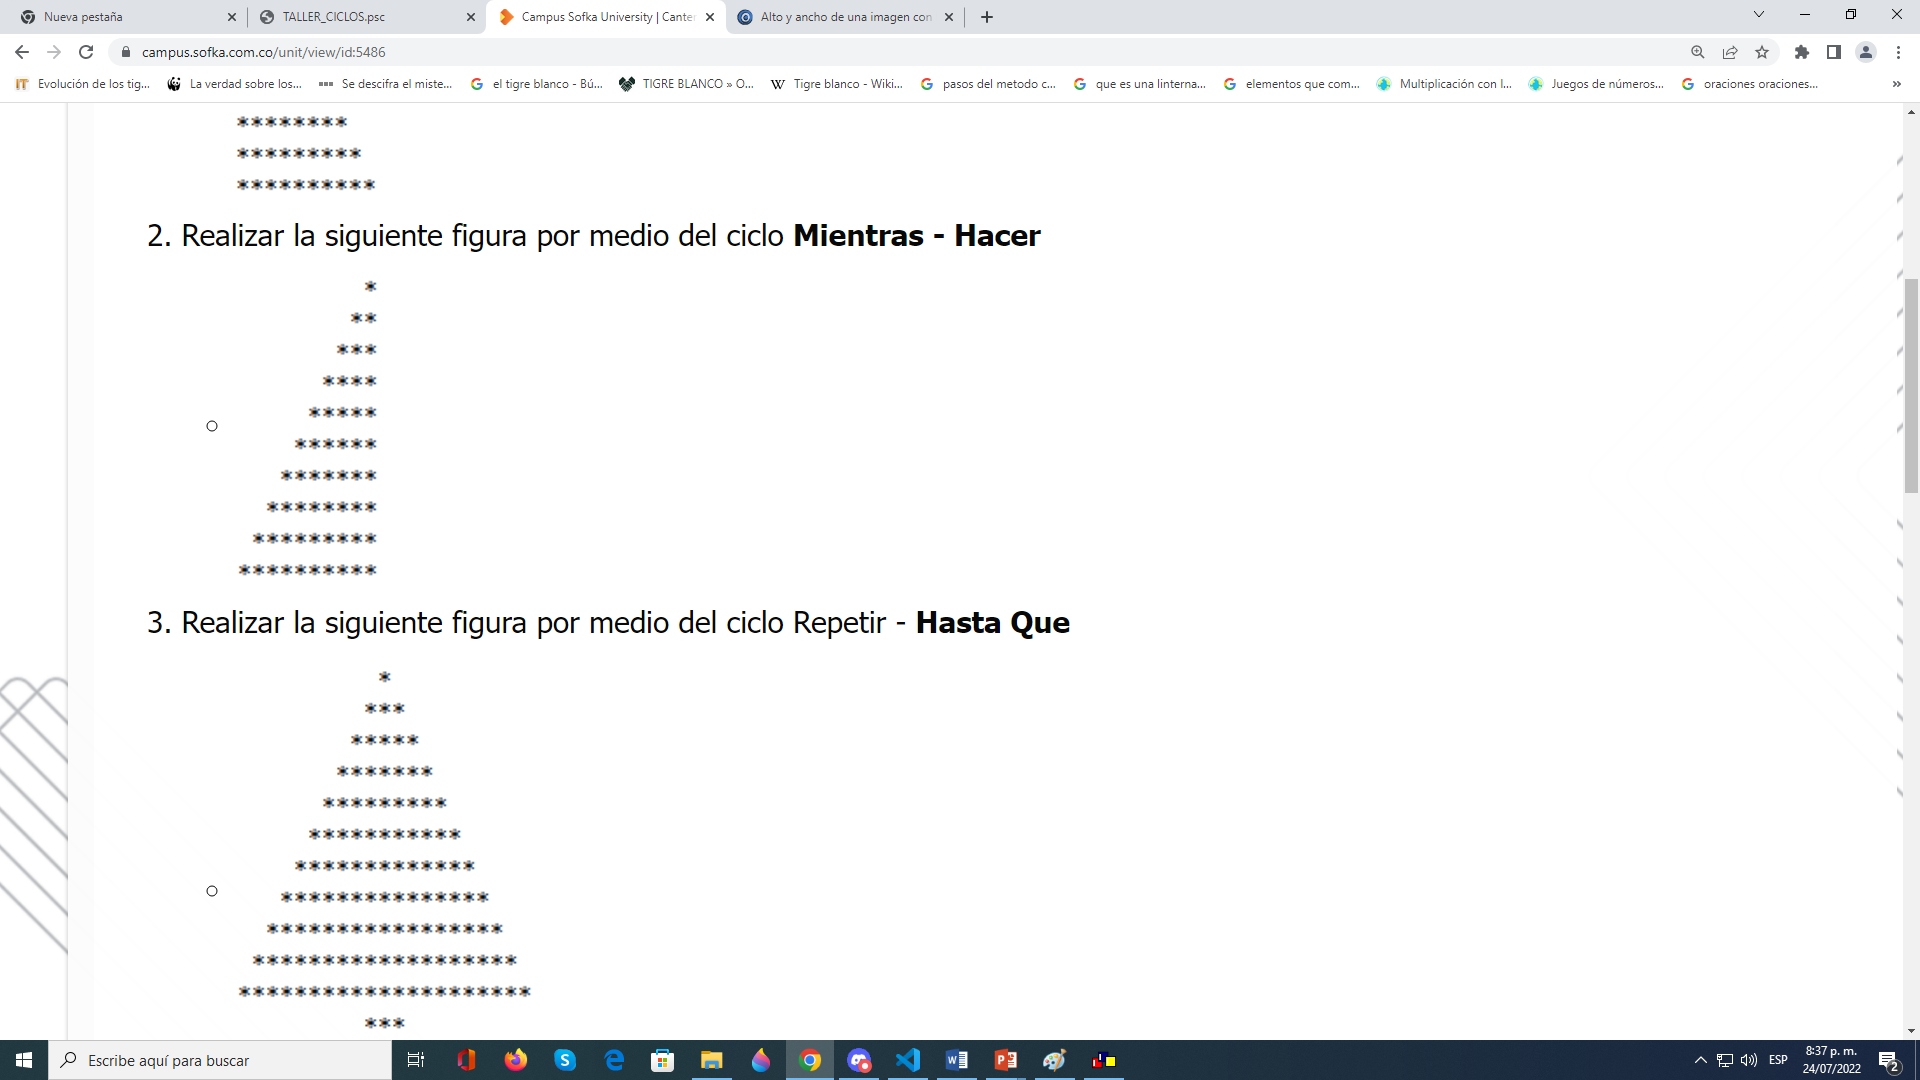 Nueva pestaña
TALLER_CICLOS.psc
Campus Sofka University | Canter
Alto y ancho de una imagen con
campus.sofka.com.co/unit/view/id:5486
Evolución de los tig...
La verdad sobre los...
Se descifra el miste...
el tigre blanco - Bú...
TIGRE BLANCO » O...
Tigre blanco - Wiki...
pasos del metodo c...
que es una linterna...
elementos que com...
Multiplicación con l...
Juegos de números...
oraciones oraciones...
»
********
*********
**********
2. Realizar la siguiente figura por medio del ciclo Mientras - Hacer
*
**
***
****
*****
******
*******
********
*********
**********
3. Realizar la siguiente figura por medio del ciclo Repetir - Hasta Que
*
***
*****
*******
*********
***********
*************
***************
*****************
*******************
*********************
***
Escribe aquí para buscar
ESP
8:37 p. m.
24/07/2022
2